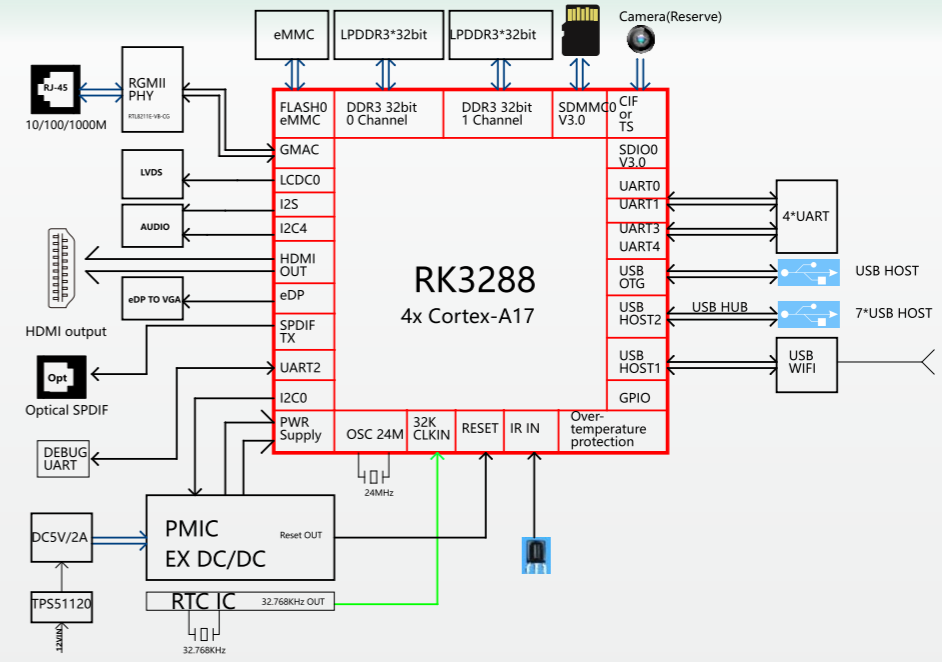 Camera(Reserve)
eMMC
LPDDR3*32bit
LPDDR3*32bit
RJ-45
10/100/1000M
RGMII
PHY
RTL8211E-VB-CG
FLASH0
eMMC
DDR3 32bit
0 Channel
DDR3 32bit
1 Channel
SDMMC0
V3.0
CIF
or
TS
GMAC
SDIO0
V3.0
LVDS
LCDC0
UART0
I2S
UART1
4*UART
AUDIO
I2C4
UART3
UART4
HDMI
OUT
HDMI output
USB
OTG
USB HOST
RK3288
4x Cortex-A17
eDP TO VGA
eDP
USB
HOST2
USB HUB
7*USB HOST
SPDIF
TX
Opt
Optical SPDIF
UART2
USB
HOST1
USB
WIFI
I2C0
GPIO
PWR
Supply
OSC 24M
32K
CLKIN
RESET
IR IN
Over-
temperature
protection
DEBUG
UART
24MHz
DC5V/2A
PMIC
EX DC/DC
Reset OUT
TPS51120
12VIN
RTC IC
32.768KHz OUT
32.768KHz